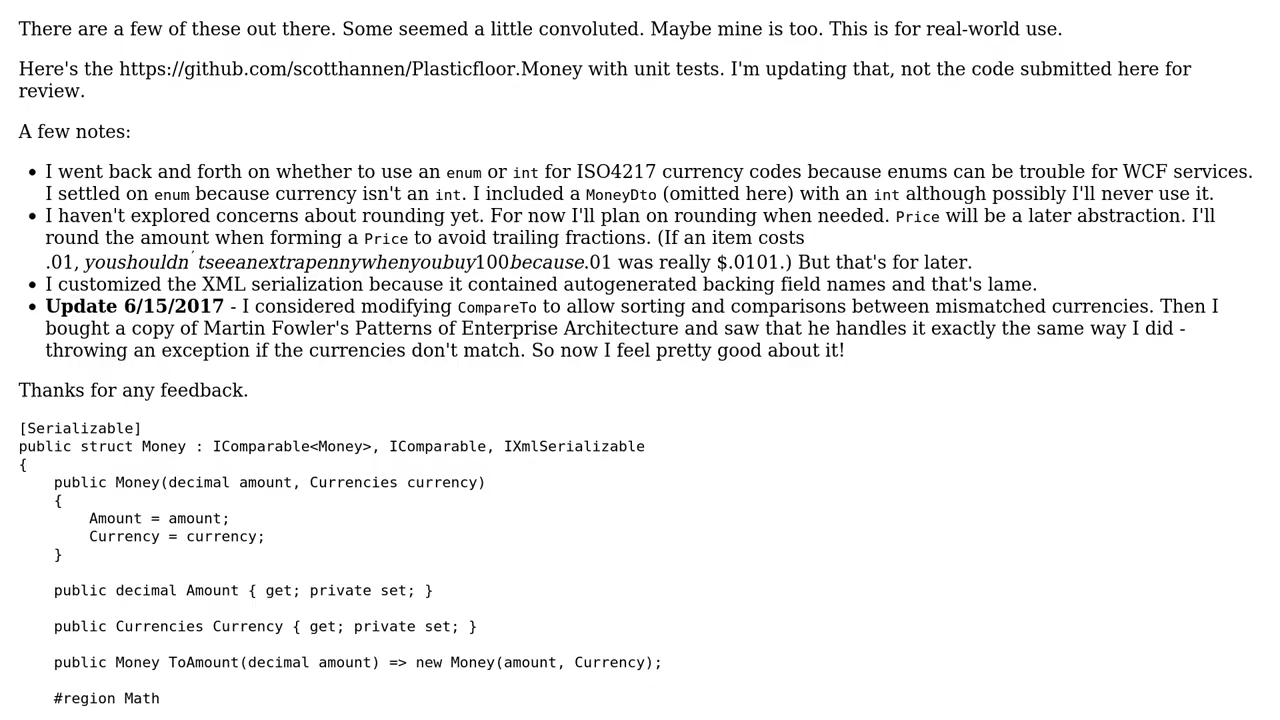 There are a few of these out there. Some seemed a little convoluted. Maybe mine is too. This is for real-world use.
Here's the https://github.com/scotthannen/Plasticfloor.Money with unit tests. I'm updating that, not the code submitted here for
review.
A few notes:
• I went back and forth on whether to use an enum or int for ISO4217 currency codes because enums can be trouble for WCF services.
I settled on enum because currency isn't an int. I included a MoneyDto (omitted here) with an int although possibly I'll never use it.
• I haven't explored concerns about rounding yet. For now I'll plan on rounding when needed. Price will be a later abstraction. I'll
round the amount when forming a Price to avoid trailing fractions. (If an item costs
.01, youshouldn′tseeanextrapennywhenyoubuy100because.01 was really $.0101.) But that's for later.
• I customized the XML serialization because it contained autogenerated backing field names and that's lame.
• Update 6/15/2017 - I considered modifying CompareTo to allow sorting and comparisons between mismatched currencies. Then I
bought a copy of Martin Fowler's Patterns of Enterprise Architecture and saw that he handles it exactly the same way I did -
throwing an exception if the currencies don't match. So now I feel pretty good about it!
Thanks for any feedback.
[Serializable]
public struct Money : IComparable<Money>, IComparable, IXmlSerializable
{
    public Money(decimal amount, Currencies currency)
    {
        Amount = amount;
        Currency = currency;
    }
    public decimal Amount { get; private set; }
    public Currencies Currency { get; private set; }
    public Money ToAmount(decimal amount) => new Money(amount, Currency);
    #region Math